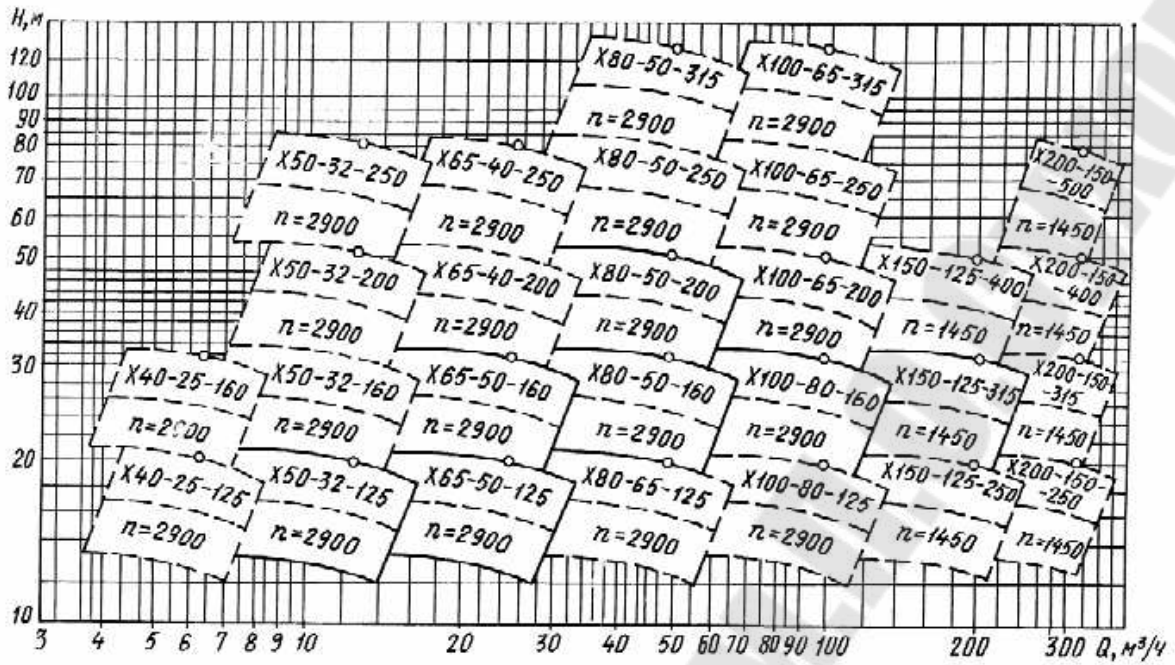 H, м
120
100
90
80
70
60
50
40
30
20
10
X80-50-315
n=2900
X100-65-315
n=2900
X50-32-250
n=2900
X65-40-250
n=2900
X80-50-250
n=2900
X100-65-250
n=2900
X200-150-
-500
n=1450
X50-32-200
n=2900
X65-40-200
n=2900
X80-50-200
n=2900
X100-65-200
n=2900
X150-125-400
n=1450
X200-150-
-400
n=1450
X40-25-160
n=2900
X50-32-160
n=2900
X65-50-160
n=2900
X80-50-160
n=2900
X100-80-160
n=2900
X150-125-315
n=1450
X200-150-
-315
n=1450
X40-25-125
n=2900
X50-32-125
n=2900
X65-50-125
n=2900
X80-65-125
n=2900
X100-80-125
n=2900
X150-125-250
n=1450
X200-150-
-250
n=1450
3 4 5 6 7 8 9 10 20 30 40 50 60 70 80 90 100 200 300 Q, м³/ч